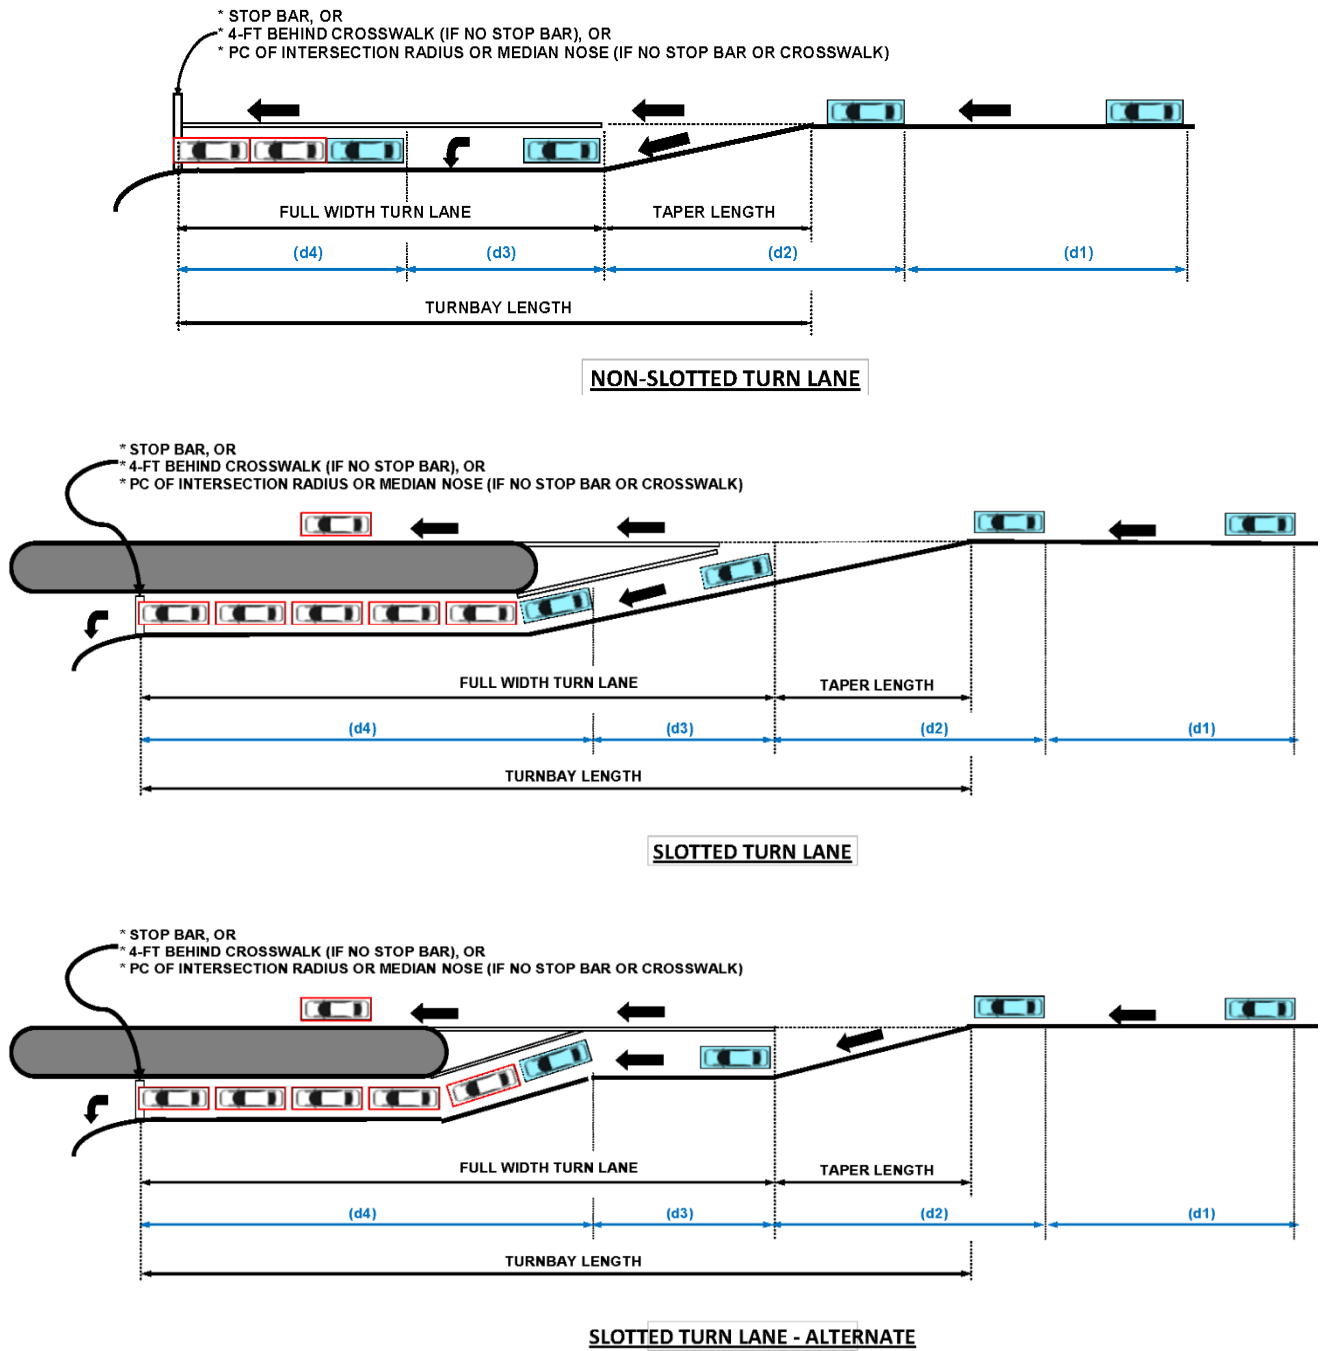 * STOP BAR, OR
* 4-FT BEHIND CROSSWALK (IF NO STOP BAR), OR
* PC OF INTERSECTION RADIUS OR MEDIAN NOSE (IF NO STOP BAR OR CROSSWALK)
FULL WIDTH TURN LANE
TAPER LENGTH
(d4)
(d3)
(d2)
(d1)
TURNBAY LENGTH
NON-SLOTTED TURN LANE
* STOP BAR, OR
* 4-FT BEHIND CROSSWALK (IF NO STOP BAR), OR
* PC OF INTERSECTION RADIUS OR MEDIAN NOSE (IF NO STOP BAR OR CROSSWALK)
FULL WIDTH TURN LANE
TAPER LENGTH
(d4)
(d3)
(d2)
(d1)
TURNBAY LENGTH
SLOTTED TURN LANE
* STOP BAR, OR
* 4-FT BEHIND CROSSWALK (IF NO STOP BAR), OR
* PC OF INTERSECTION RADIUS OR MEDIAN NOSE (IF NO STOP BAR OR CROSSWALK)
FULL WIDTH TURN LANE
TAPER LENGTH
(d4)
(d3)
(d2)
(d1)
TURNBAY LENGTH
SLOTTED TURN LANE - ALTERNATE